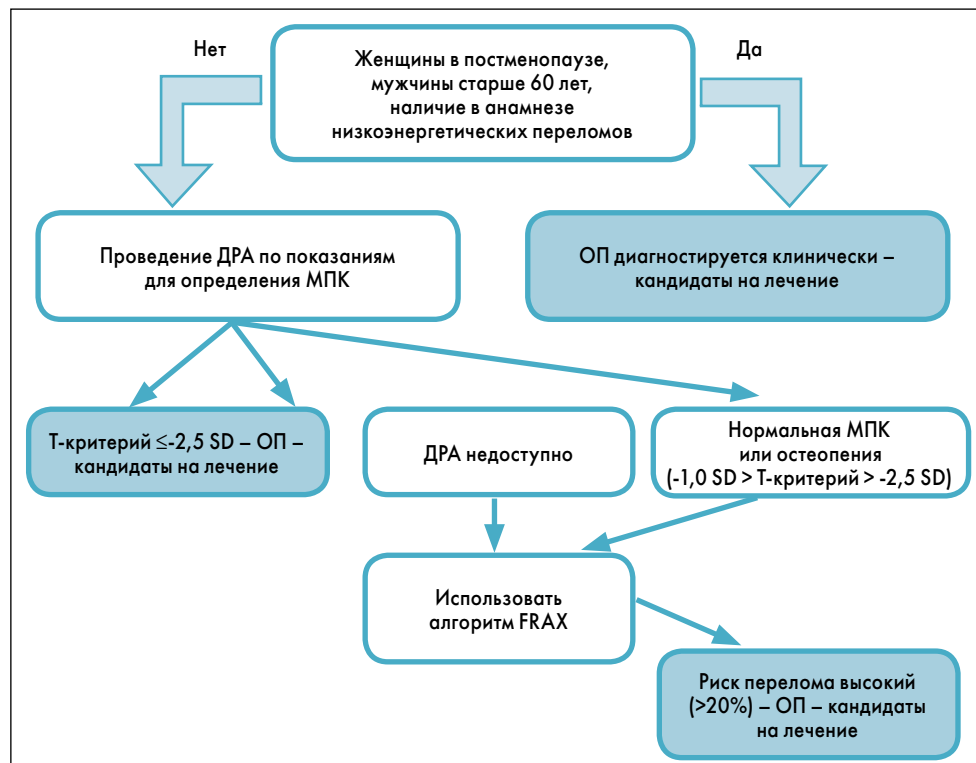 Нет
Женщины в постменопаузе,
мужчины старше 60 лет,
наличие в анамнезе
низкоэнергетических переломов
Да
Проведение ДРА по показаниям
для определения МПК
ОП диагностируется клинически –
кандидаты на лечение
Т-критерий ≤-2,5 SD – ОП –
кандидаты на лечение
ДРА недоступно
Нормальная МПК
или остеопения
(-1,0 SD > Т-критерий > -2,5 SD)
Использовать
алгоритм FRAX
Риск перелома высокий
(>20%) – ОП – кандидаты
на лечение